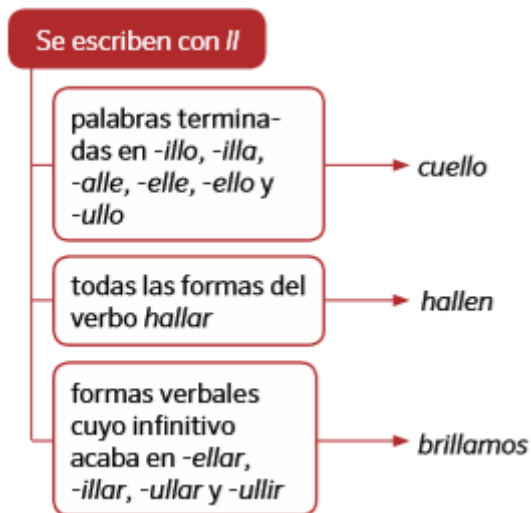 Se escriben con ll
palabras termina-
das en -illo, -illa,
-alle, -elle, -ello y
-ullo
cuello
todas las formas del
verbo hallar
hallen
formas verbales
cuyo infinitivo
acaba en -ellar,
-illar, -ullar y -ullir
brillamos